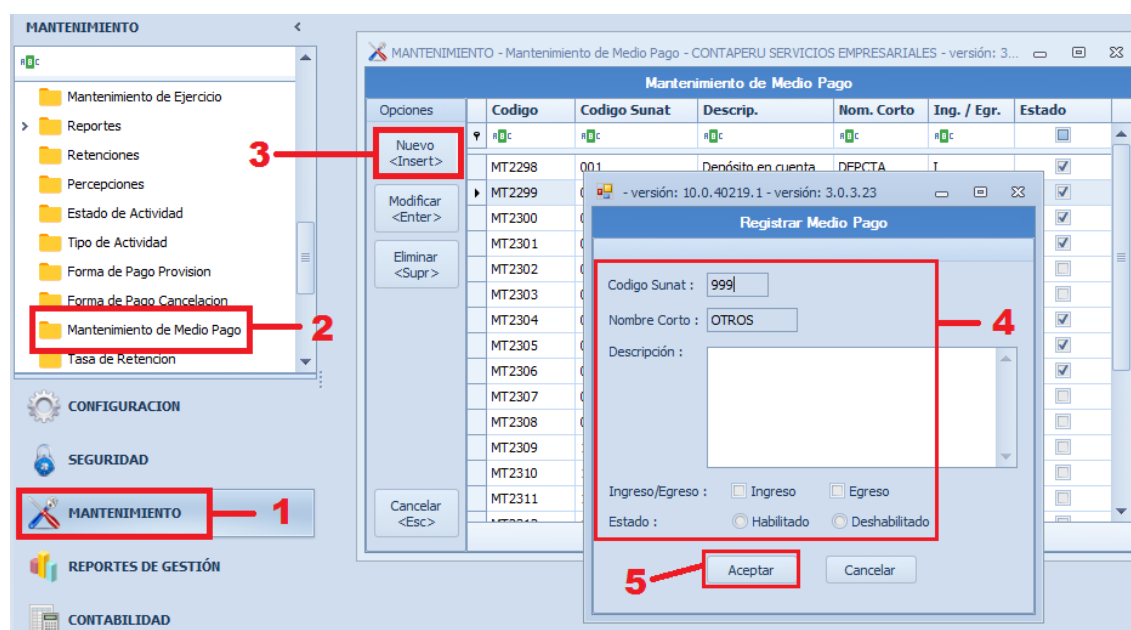 MANTENIMIENTO
ABC
Mantenimiento de Ejercicio
Reportes
Retenciones
Percepciones
Estado de Actividad
Tipo de Actividad
Forma de Pago Provision
Forma de Pago Cancelacion
Mantenimiento de Medio Pago
2
Tasa de Retencion
CONFIGURACION
SEGURIDAD
MANTENIMIENTO
1
REPORTES DE GESTIÓN
CONTABILIDAD
MANTENIMIENTO - Mantenimiento de Medio Pago - CONTAPERU SERVICIOS EMPRESARIALES - versión: 3...
Mantenimiento de Medio Pago
Opciones
3
Nuevo
<Insert>
Modificar
<Enter>
Eliminar
<Supr>
Cancelar
<Esc>
Codigo Codigo Sunat Descrip. Nom. Corto Ing. / Egr. Estado
ABC ABC ABC ABC ABC
MT2298 001 Depósito en cuenta DEPCTA I
MT2299
MT2300
MT2301
MT2302
MT2303
MT2304
MT2305
MT2306
MT2307
MT2308
MT2309
MT2310
MT2311
- versión: 10.0.40219.1 - versión: 3.0.3.23
Registrar Medio Pago
Codigo Sunat : 999
Nombre Corto : OTROS
4
Descripción :
Ingreso/Egreso : Ingreso Egreso
Estado : Habilitado Deshabilitado
5
Aceptar Cancelar